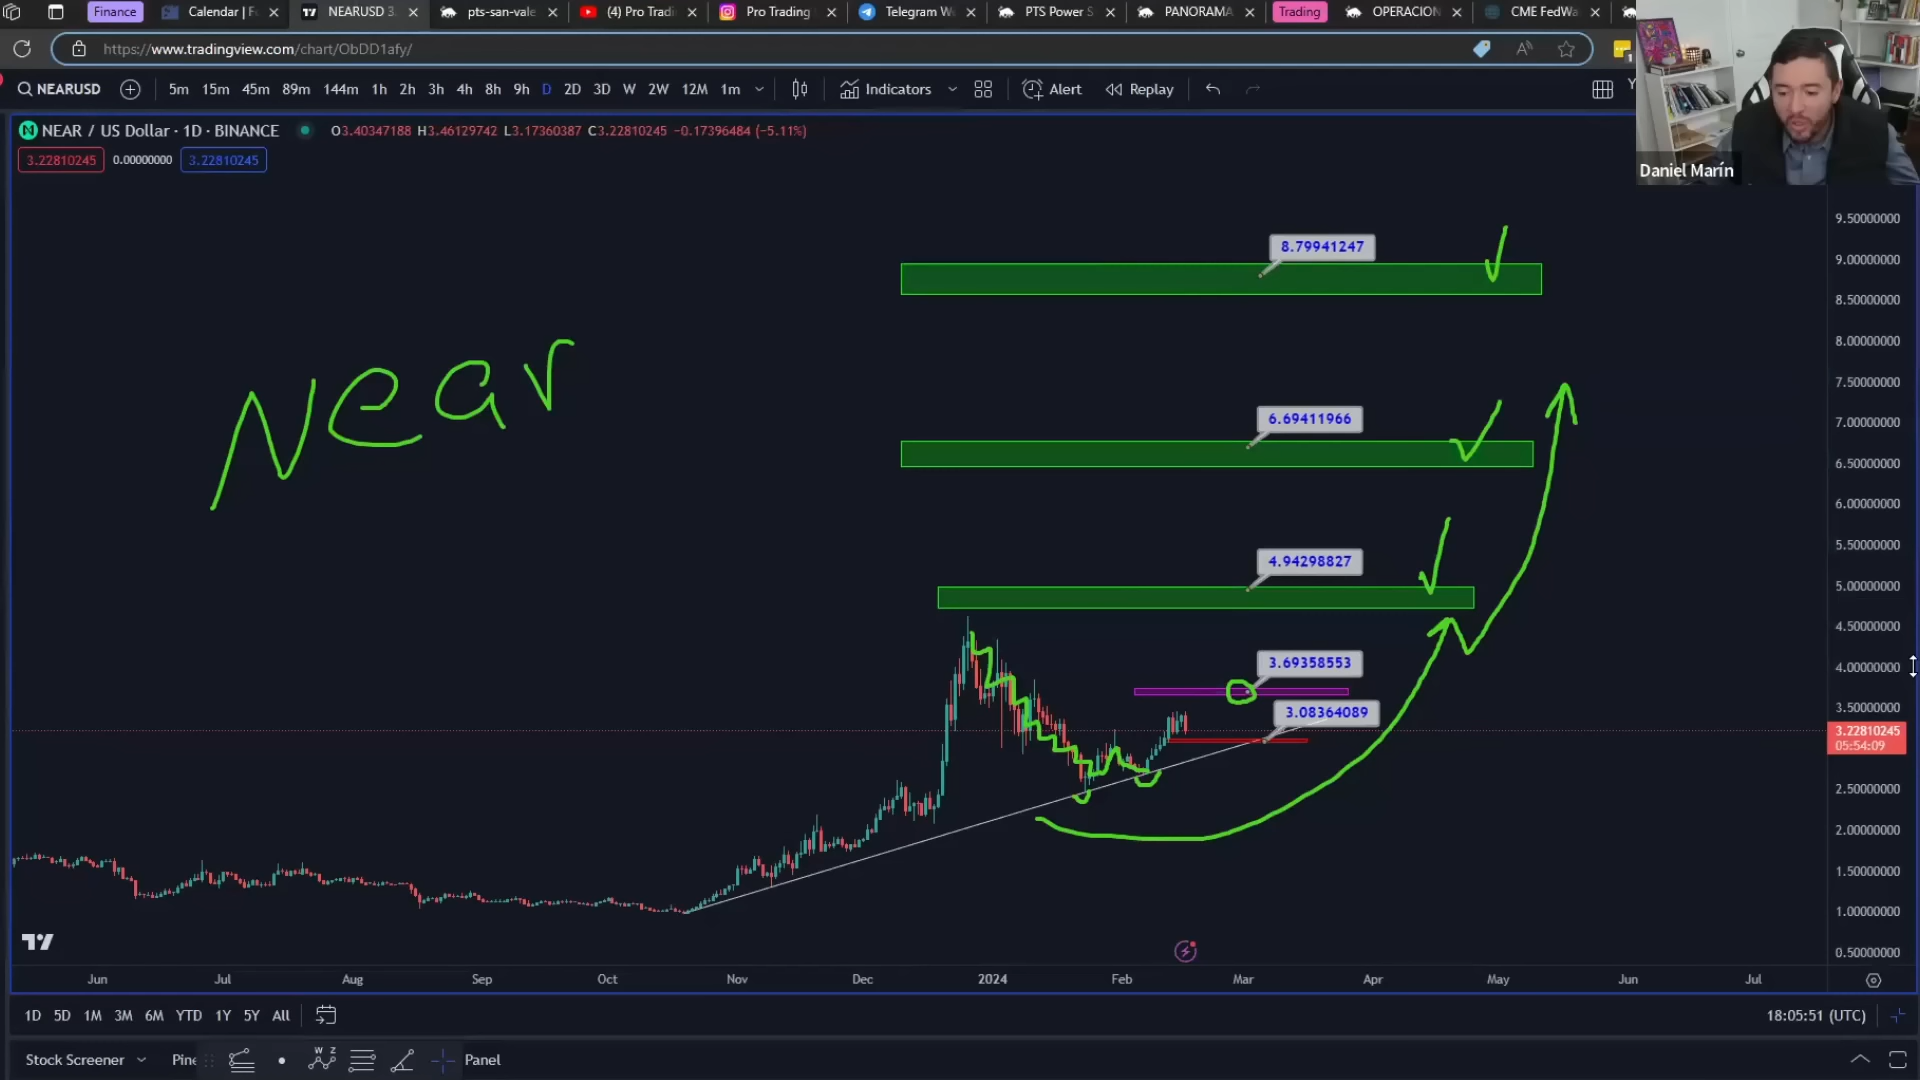 Finance
Calendar | F
NEARUSD 3.
pts-san-vale
(4) Pro Tradi
Pro Trading
Telegram W
PTS Power S
PANORAMA
Trading
OPERACION
CME FedWa
https://www.tradingview.com/chart/ObDD1afy/
NEARUSD 5m 15m 45m 89m 144m 1h 2h 3h 4h 8h 9h D 2D 3D W 2W 12M 1m Indicators Alert Replay
Daniel Marín
NEAR / US Dollar · 1D · BINANCE O3.40347188 H3.46129742 L3.17360387 C3.22810245 −0.17396484 (−5.11%)
3.22810245 0.00000000 3.22810245
9.50000000
8.79941247
9.00000000
8.50000000
8.00000000
Near
7.50000000
6.69411966
7.00000000
6.50000000
6.00000000
5.50000000
4.94298827
5.00000000
4.50000000
3.69358553
4.00000000
3.08364089
3.50000000
3.22810245
05:54:09
2.50000000
2.00000000
1.50000000
1.00000000
0.50000000
Jun Jul Aug Sep Oct Nov Dec 2024 Feb Mar Apr May Jun Jul
1D 5D 1M 3M 6M YTD 1Y 5Y All 18:05:51 (UTC)
Stock Screener Pine Panel